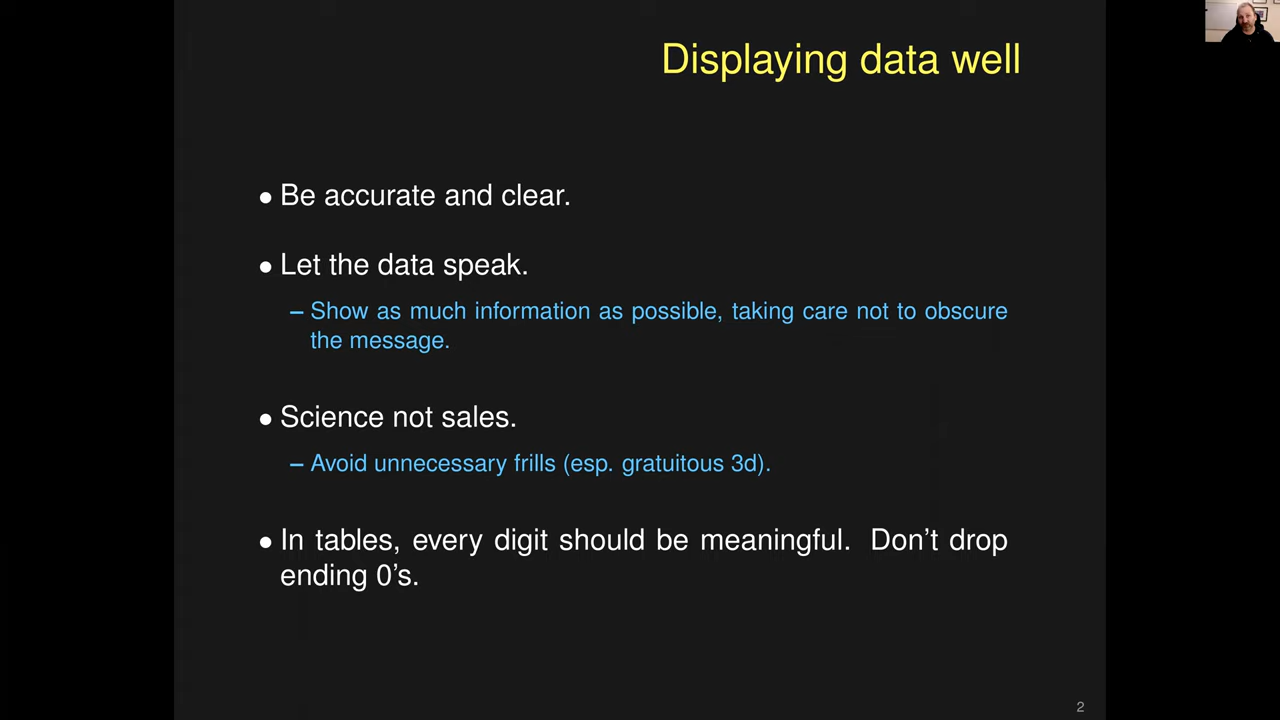 Displaying data well
• Be accurate and clear.
• Let the data speak.
– Show as much information as possible, taking care not to obscure
the message.
• Science not sales.
– Avoid unnecessary frills (esp. gratuitous 3d).
• In tables, every digit should be meaningful. Don't drop
ending 0's.
2